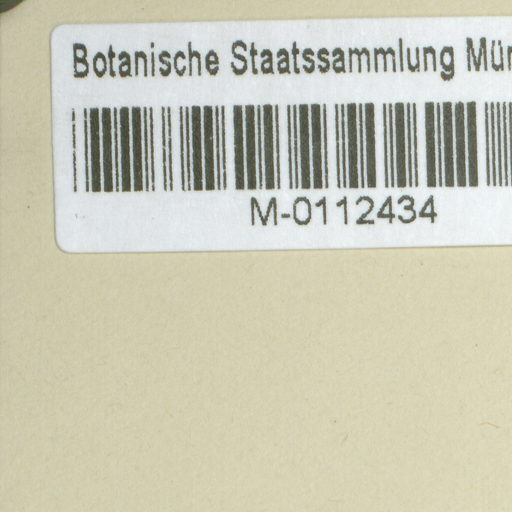 Botanische Staatssammlung Mün
M-0112434